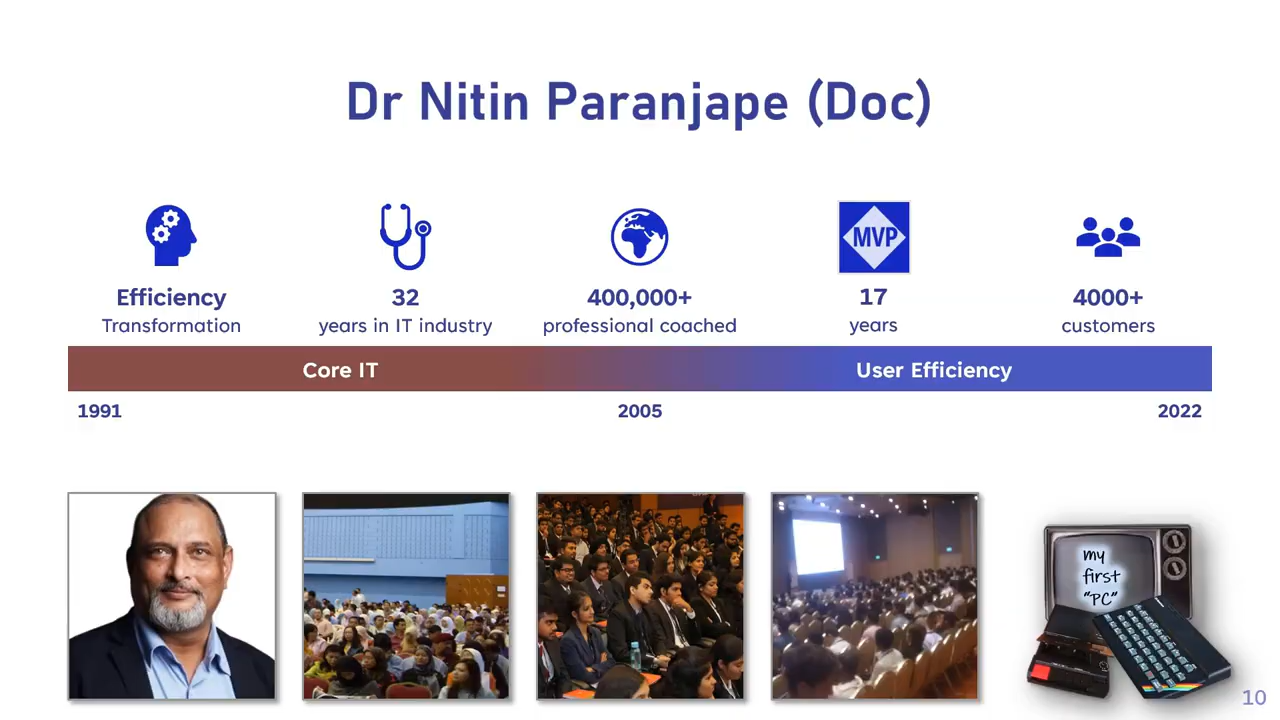 Dr Nitin Paranjape (Doc)
Efficiency
Transformation
32
years in IT industry
400,000+
professional coached
MVP
17
years
4000+
customers
Core IT
User Efficiency
1991
2005
2022
my
first
"PC"
10